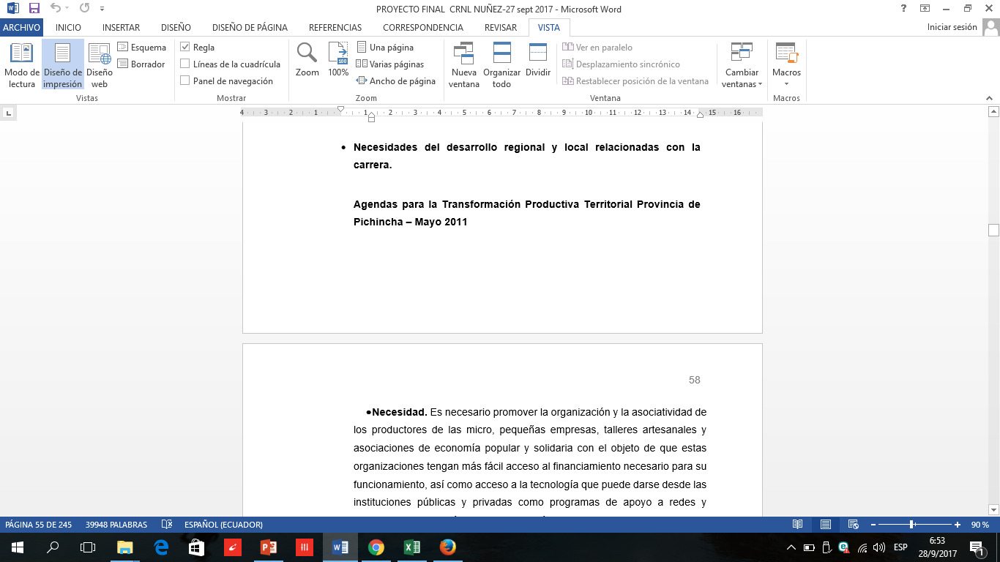 PROYECTO FINAL  CRNL NUÑEZ-27 sept 2017 - Microsoft Word
ARCHIVO INICIO INSERTAR DISEÑO DISEÑO DE PÁGINA REFERENCIAS CORRESPONDENCIA REVISAR VISTA Iniciar sesión
Modo de lectura
Diseño de impresión
Diseño web
Esquema
Borrador
Vistas
Regla
Líneas de la cuadrícula
Panel de navegación
Mostrar
Zoom
100%
Una página
Varias páginas
Ancho de página
Zoom
Nueva ventana
Organizar todo
Dividir
Ver en paralelo
Desplazamiento sincrónico
Restablecer posición de la ventana
Ventana
Cambiar ventanas
Macros
Macros
4 3 2 1 1 2 3 4 5 6 7 8 9 10 11 12 13 14 15 16
• Necesidades del desarrollo regional y local relacionadas con la
carrera.
Agendas para la Transformación Productiva Territorial Provincia de
Pichincha – Mayo 2011
58
•Necesidad. Es necesario promover la organización y la asociatividad de
los productores de las micro, pequeñas empresas, talleres artesanales y
asociaciones de economía popular y solidaria con el objeto de que estas
organizaciones tengan más fácil acceso al financiamiento necesario para su
funcionamiento, así como acceso a la tecnología que puede darse desde las
instituciones públicas y privadas como programas de apoyo a redes y
PÁGINA 55 DE 245 39948 PALABRAS ESPAÑOL (ECUADOR) 90 %
ESP
6:53
28/9/2017
1